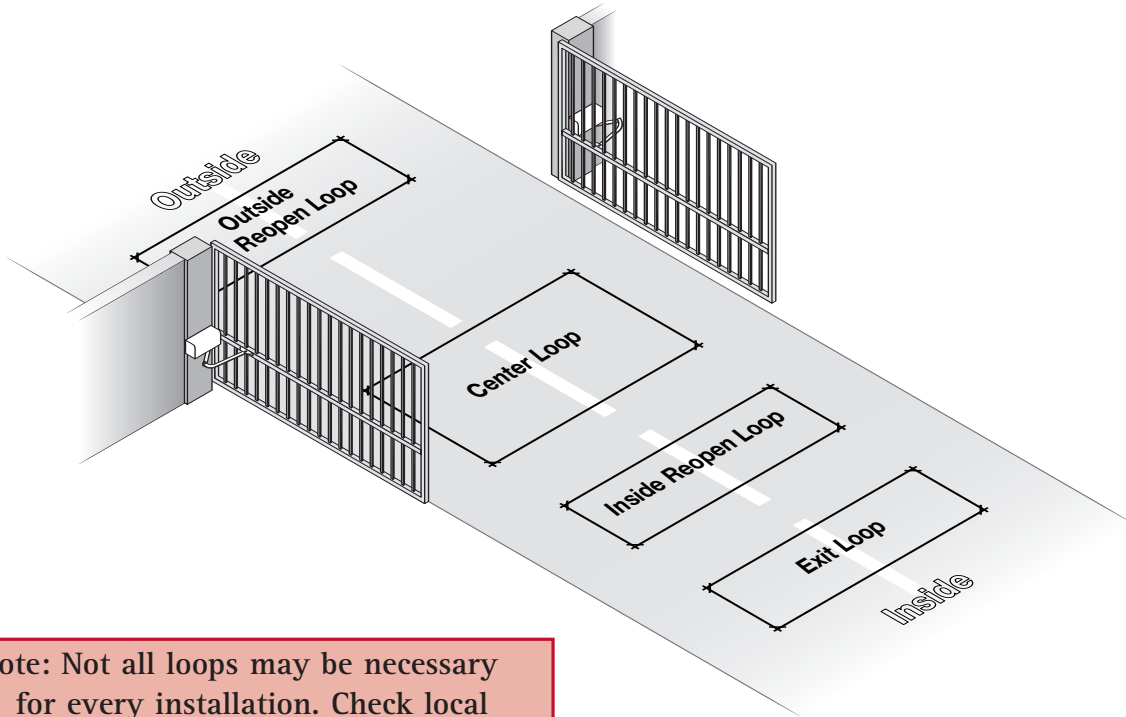 Outside
Outside
Reopen Loop
Center Loop
Inside Reopen Loop
Exit Loop
Inside
Not all loops may be necessary
for every installation. Check local